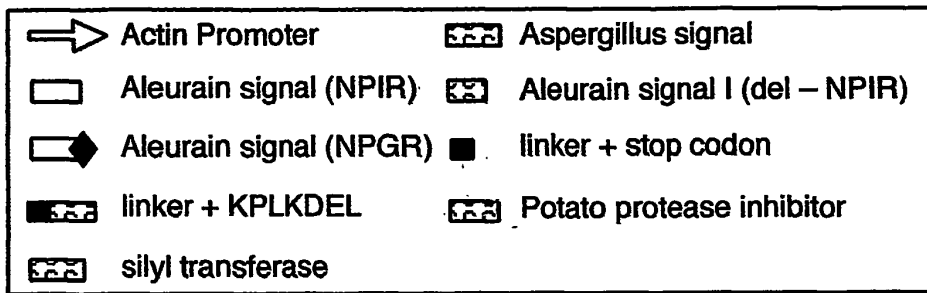 Actin Promoter Aspergillus signal
Aleurain signal (NPIR) Aleurain signal I (del – NPIR)
Aleurain signal (NPGR) linker + stop codon
linker + KPLKDEL Potato protease inhibitor
silyl transferase